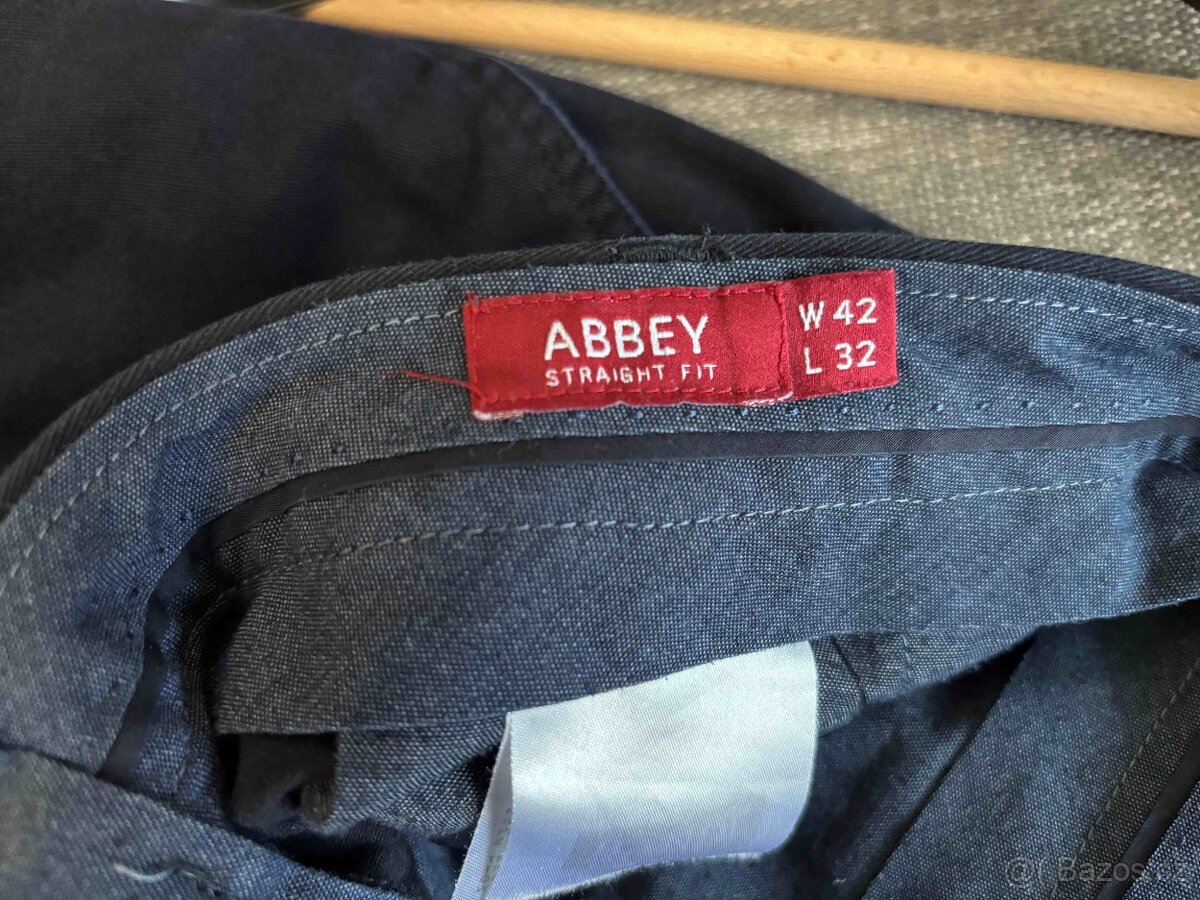 ABBEY
STRAIGHT FIT
W 42
L 32
@( Bazos.cz